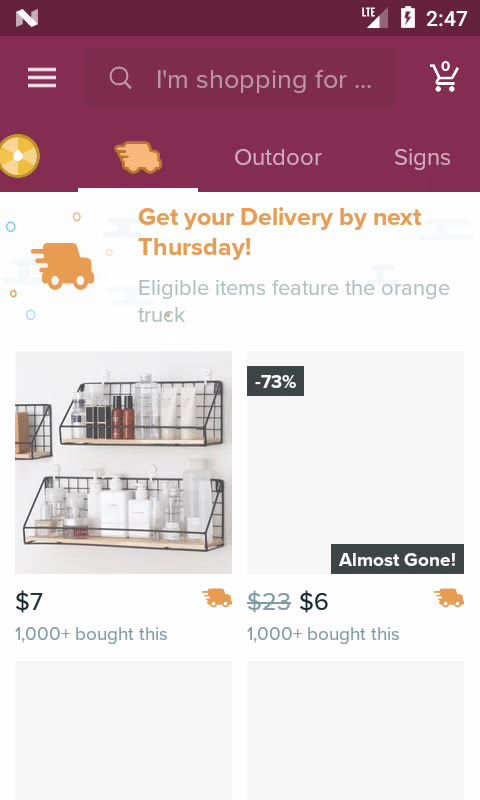 LTE 2:47
I'm shopping for ... 0
Outdoor Signs
Get your Delivery by next
Thursday!
Eligible items feature the orange
truck
-73%
Almost Gone!
$7 $23 $6
1,000+ bought this 1,000+ bought this